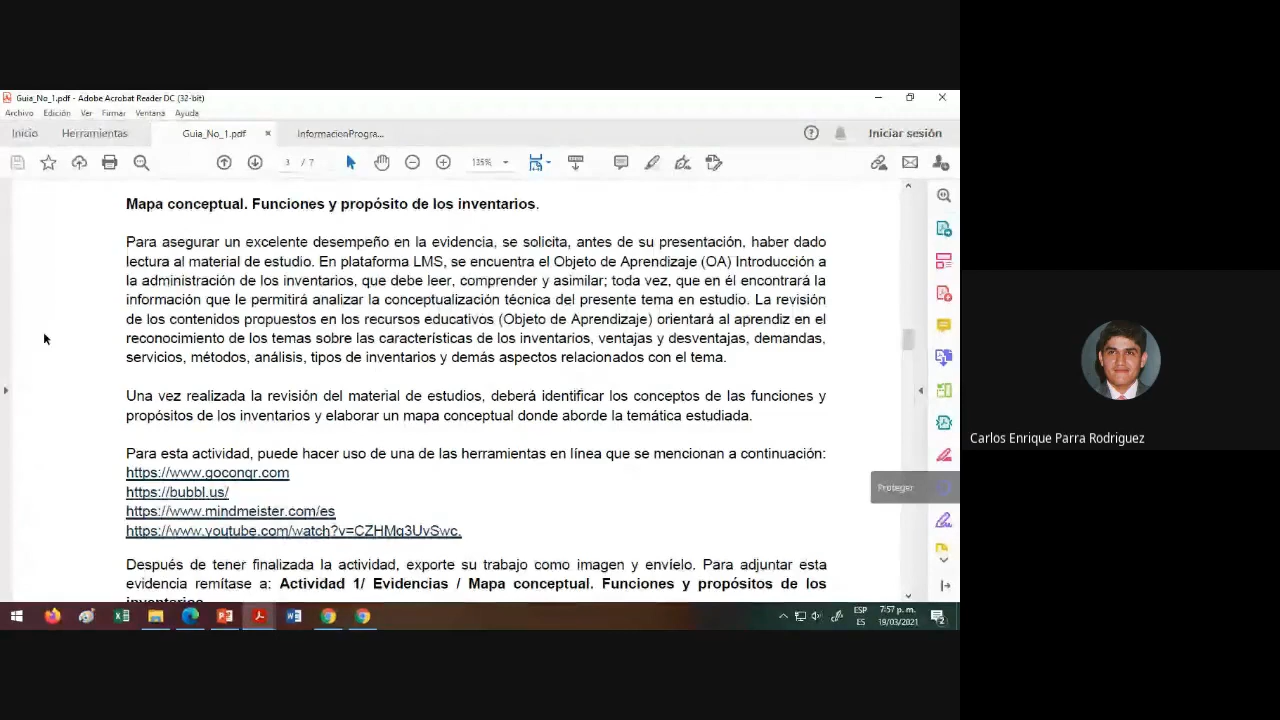 Guia_No_1.pdf - Adobe Acrobat Reader DC (32-bit)
Archivo Edición Ver Firmar Ventana Ayuda
Inicio Herramientas Guia_No_1.pdf × InformacionProgra... Iniciar sesión
3 / 7 135%
Mapa conceptual. Funciones y propósito de los inventarios.
Para asegurar un excelente desempeño en la evidencia, se solicita, antes de su presentación, haber dado
lectura al material de estudio. En plataforma LMS, se encuentra el Objeto de Aprendizaje (OA) Introducción a
la administración de los inventarios, que debe leer, comprender y asimilar; toda vez, que en él encontrará la
información que le permitirá analizar la conceptualización técnica del presente tema en estudio. La revisión
de los contenidos propuestos en los recursos educativos (Objeto de Aprendizaje) orientará al aprendiz en el
reconocimiento de los temas sobre las características de los inventarios, ventajas y desventajas, demandas,
servicios, métodos, análisis, tipos de inventarios y demás aspectos relacionados con el tema.
Una vez realizada la revisión del material de estudios, deberá identificar los conceptos de las funciones y
propósitos de los inventarios y elaborar un mapa conceptual donde aborde la temática estudiada.
Para esta actividad, puede hacer uso de una de las herramientas en línea que se mencionan a continuación:
https://www.goconqr.com
https://bubbl.us/
https://www.mindmeister.com/es
https://www.youtube.com/watch?v=CZHMq3UvSwc.
Después de tener finalizada la actividad, exporte su trabajo como imagen y envíelo. Para adjuntar esta
evidencia remítase a: Actividad 1/ Evidencias / Mapa conceptual. Funciones y propósitos de los
inventarios.
Proteger
Carlos Enrique Parra Rodriguez
ESP 7:57 p. m.
ES 19/03/2021
2